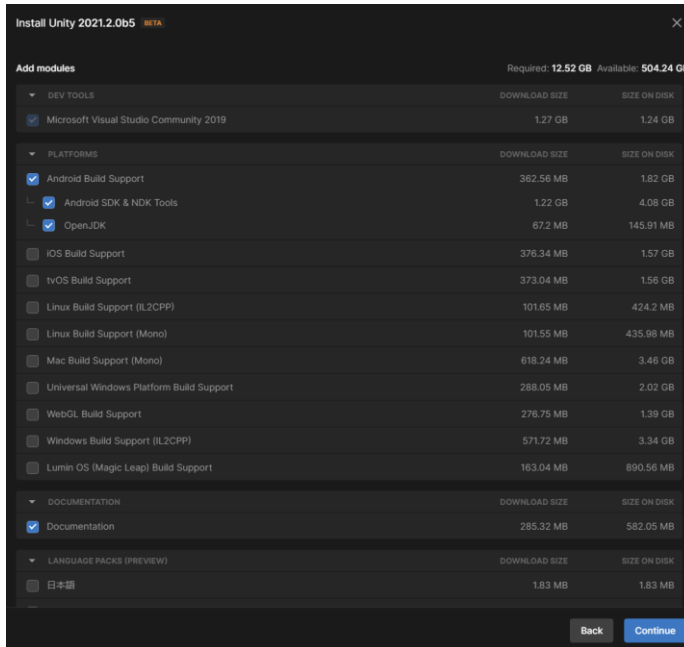 Install Unity 2021.2.0b5 BETA
Add modules Required: 12.52 GB Available: 504.24 G
DEV TOOLS DOWNLOAD SIZE SIZE ON DISK
Microsoft Visual Studio Community 2019 1.27 GB 1.24 GB
PLATFORMS DOWNLOAD SIZE SIZE ON DISK
Android Build Support 362.56 MB 1.82 GB
Android SDK & NDK Tools 1.22 GB 4.08 GB
OpenJDK 67.2 MB 145.91 MB
iOS Build Support 376.34 MB 1.57 GB
tvOS Build Support 373.04 MB 1.56 GB
Linux Build Support (IL2CPP) 101.65 MB 424.2 MB
Linux Build Support (Mono) 101.55 MB 435.98 MB
Mac Build Support (Mono) 618.24 MB 3.46 GB
Universal Windows Platform Build Support 288.05 MB 2.02 GB
WebGL Build Support 276.75 MB 1.39 GB
Windows Build Support (IL2CPP) 571.72 MB 3.34 GB
Lumin OS (Magic Leap) Build Support 163.04 MB 890.56 MB
DOCUMENTATION DOWNLOAD SIZE SIZE ON DISK
Documentation 285.32 MB 582.05 MB
LANGUAGE PACKS (PREVIEW) DOWNLOAD SIZE SIZE ON DISK
日本語 1.83 MB 1.83 MB
Back Continue